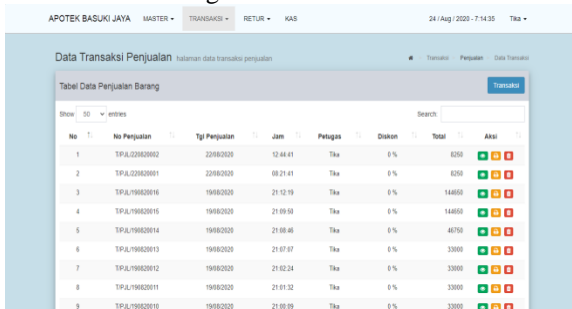 APOTEK BASUKI JAYA MASTER TRANSAKSI RETUR KAS 24 / Aug / 2020 - 7:14:35 Tika
Data Transaksi Penjualan halaman data transaksi penjualan Transaksi Penjualan Data Transaksi
Tabel Data Penjualan Barang Transaksi
Show 50 entries Search:
No No Penjualan Tgl Penjualan Jam Petugas Diskon Total Aksi
1 T/PJL/220820002 22/08/2020 12:44:41 Tika 0 % 8250
2 T/PJL/220820001 22/08/2020 08:21:41 Tika 0 % 8250
3 T/PJL/190820016 19/08/2020 21:12:19 Tika 0 % 144650
4 T/PJL/190820015 19/08/2020 21:09:50 Tika 0 % 144650
5 T/PJL/190820014 19/08/2020 21:08:46 Tika 0 % 46750
6 T/PJL/190820013 19/08/2020 21:07:07 Tika 0 % 33000
7 T/PJL/190820012 19/08/2020 21:02:24 Tika 0 % 33000
8 T/PJL/190820011 19/08/2020 21:01:32 Tika 0 % 33000
9 T/PJL/190820010 19/08/2020 21:00:09 Tika 0 % 33000